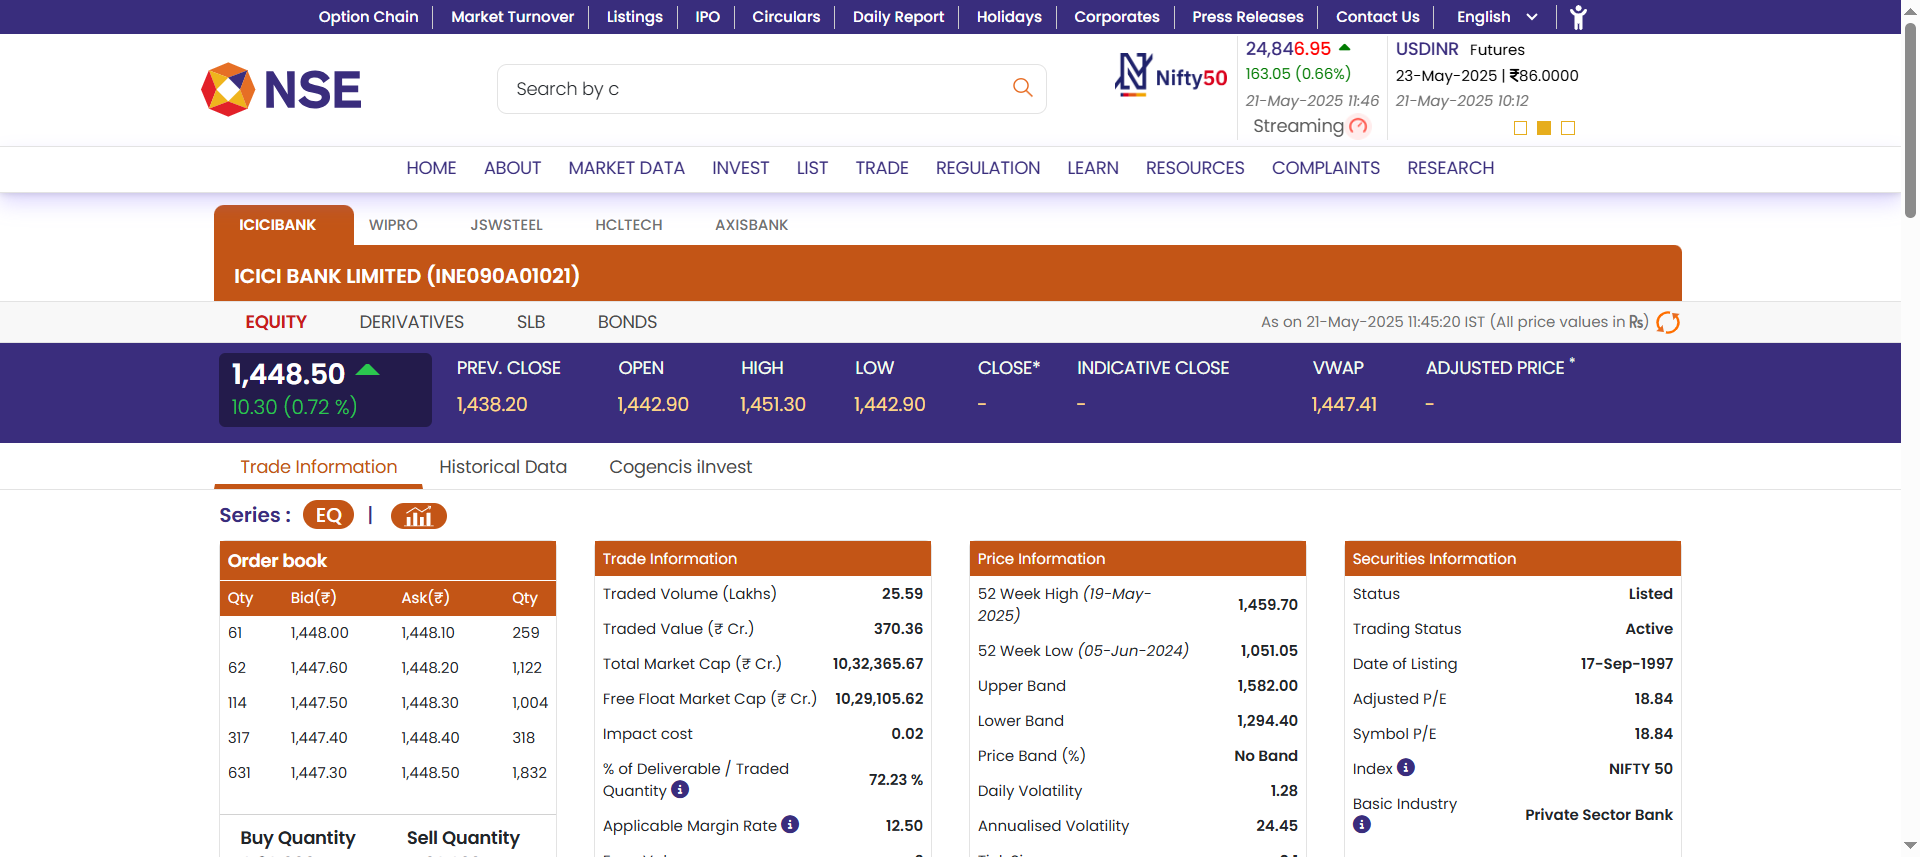 Option Chain
Market Turnover
Listings
IPO
Circulars
Daily Report
Holidays
Corporates
Press Releases
Contact Us
English
NSE
Search by c
Nifty50
24,846.95
163.05 (0.66%)
21-May-2025 11:46
Streaming
USDINR Futures
23-May-2025 | ₹86.0000
21-May-2025 10:12
HOME
ABOUT
MARKET DATA
INVEST
LIST
TRADE
REGULATION
LEARN
RESOURCES
COMPLAINTS
RESEARCH
ICICIBANK
WIPRO
JSWSTEEL
HCLTECH
AXISBANK
ICICI BANK LIMITED (INE090A01021)
EQUITY
DERIVATIVES
SLB
BONDS
As on 21-May-2025 11:45:20 IST (All price values in ₨)
1,448.50
10.30 (0.72 %)
PREV. CLOSE
1,438.20
OPEN
1,442.90
HIGH
1,451.30
LOW
1,442.90
CLOSE*
-
INDICATIVE CLOSE
-
VWAP
1,447.41
ADJUSTED PRICE *
-
Trade Information
Historical Data
Cogencis iInvest
Series : EQ |
Order book
Qty Bid(₹) Ask(₹) Qty
61 1,448.00 1,448.10 259
62 1,447.60 1,448.20 1,122
114 1,447.50 1,448.30 1,004
317 1,447.40 1,448.40 318
631 1,447.30 1,448.50 1,832
Buy Quantity Sell Quantity
Trade Information
Traded Volume (Lakhs) 25.59
Traded Value (₹ Cr.) 370.36
Total Market Cap (₹ Cr.) 10,32,365.67
Free Float Market Cap (₹ Cr.) 10,29,105.62
Impact cost 0.02
% of Deliverable / Traded
Quantity 72.23 %
Applicable Margin Rate 12.50
Price Information
52 Week High (19-May-
2025) 1,459.70
52 Week Low (05-Jun-2024) 1,051.05
Upper Band 1,582.00
Lower Band 1,294.40
Price Band (%) No Band
Daily Volatility 1.28
Annualised Volatility 24.45
Securities Information
Status Listed
Trading Status Active
Date of Listing 17-Sep-1997
Adjusted P/E 18.84
Symbol P/E 18.84
Index NIFTY 50
Basic Industry Private Sector Bank